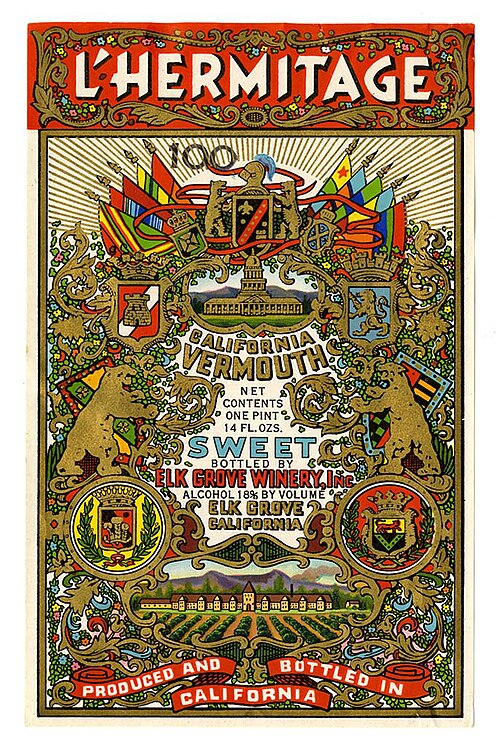 L'HERMITAGE
100
CALIFORNIA
VERMOUTH
NET
CONTENTS
ONE PINT
14 FL. OZS.
SWEET
BOTTLED BY
ELK GROVE WINERY, Inc
ALCOHOL 18% BY VOLUME
ELK GROVE
CALIFORNIA
PRODUCED AND BOTTLED IN
CALIFORNIA